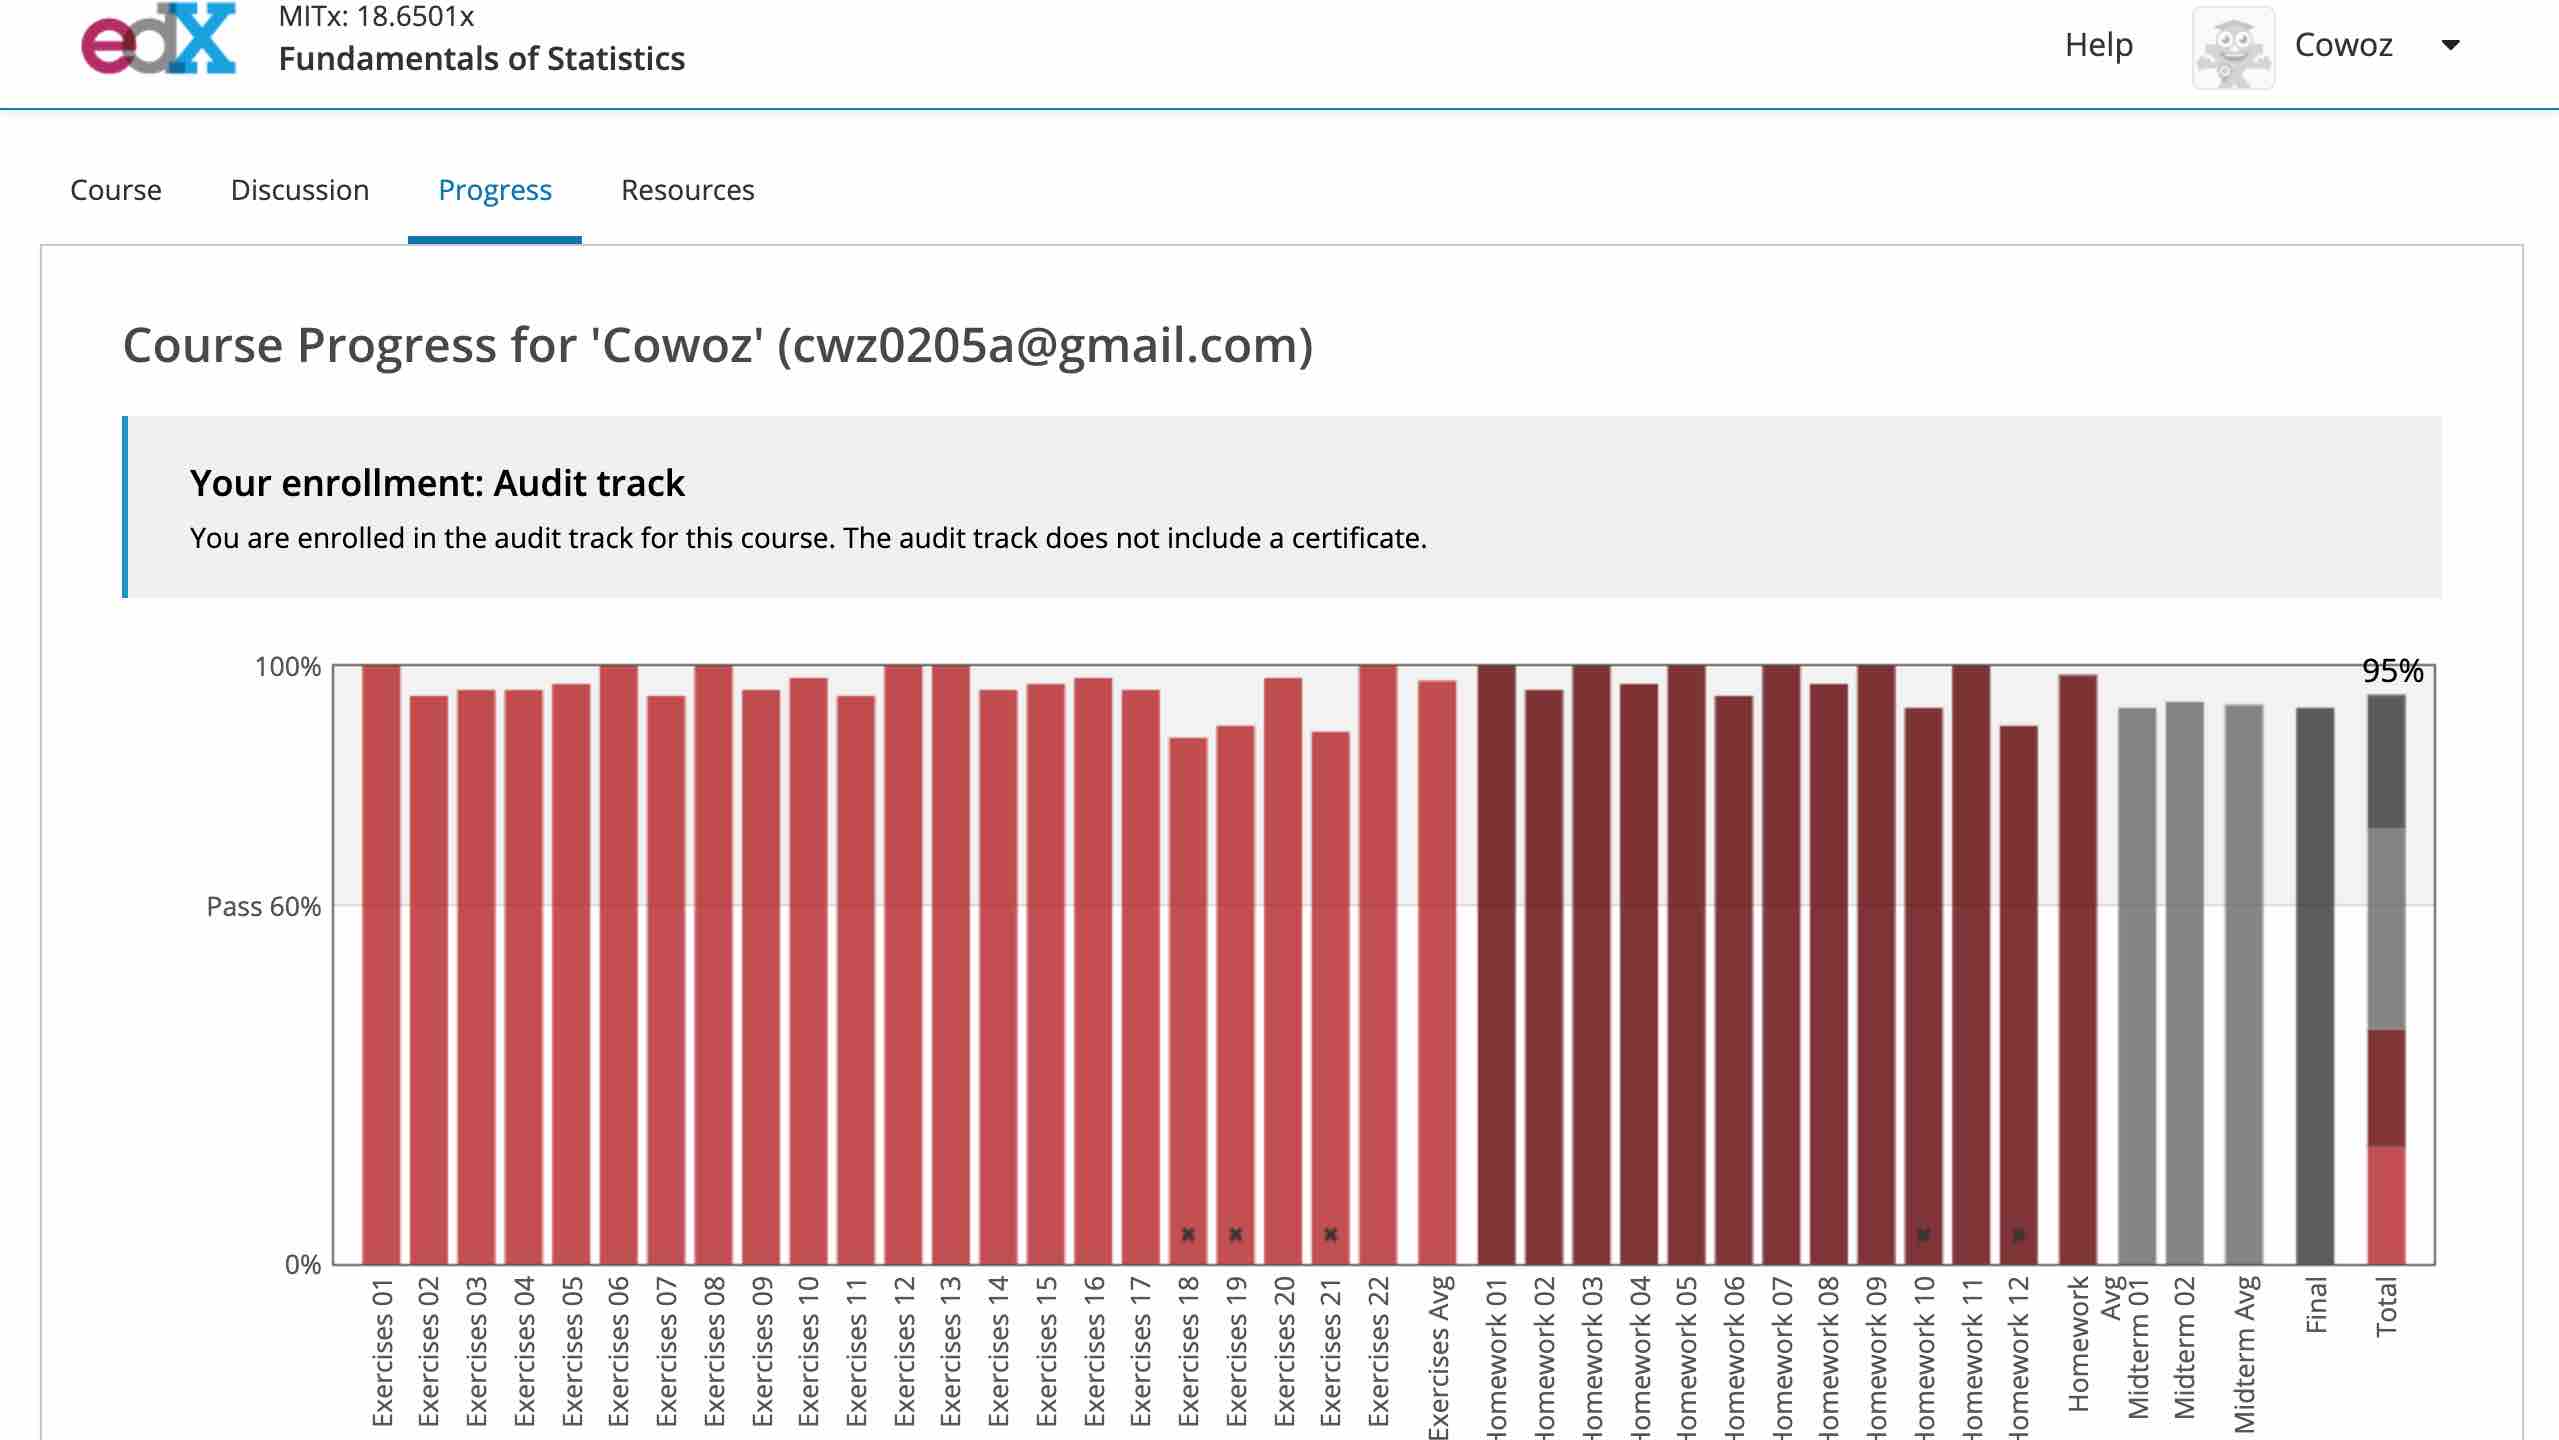 edX
MITx: 18.6501x
Fundamentals of Statistics
Help
Cowoz
Course
Discussion
Progress
Resources
Course Progress for 'Cowoz' (cwz0205a@gmail.com)
Your enrollment: Audit track
You are enrolled in the audit track for this course. The audit track does not include a certificate.
100%
95%
Pass 60%
0%
Exercises 01
Exercises 02
Exercises 03
Exercises 04
Exercises 05
Exercises 06
Exercises 07
Exercises 08
Exercises 09
Exercises 10
Exercises 11
Exercises 12
Exercises 13
Exercises 14
Exercises 15
Exercises 16
Exercises 17
Exercises 18
Exercises 19
Exercises 20
Exercises 21
Exercises 22
Exercises Avg
Homework 01
Homework 02
Homework 03
Homework 04
Homework 05
Homework 06
Homework 07
Homework 08
Homework 09
Homework 10
Homework 11
Homework 12
Homework
Avg
Midterm 01
Midterm 02
Midterm Avg
Final
Total